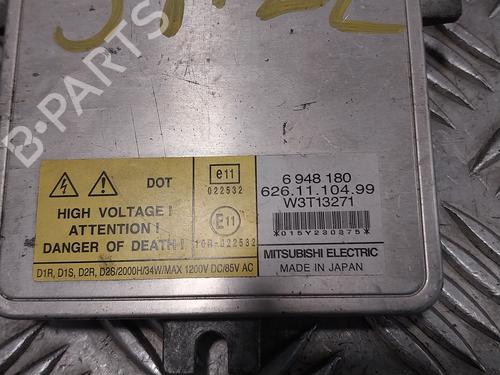 B-PARTS
DOT
HIGH VOLTAGE!
ATTENTION!
DANGER OF DEATH!
D1R, D1S, D2R, D2S/2000H/34W/MAX 1200V DC/85V AC
e11
022532
E11
10R-022532
6 948 180
626.11.104.99
W3T13271
*015Y230375*
MITSUBISHI ELECTRIC
MADE IN JAPAN